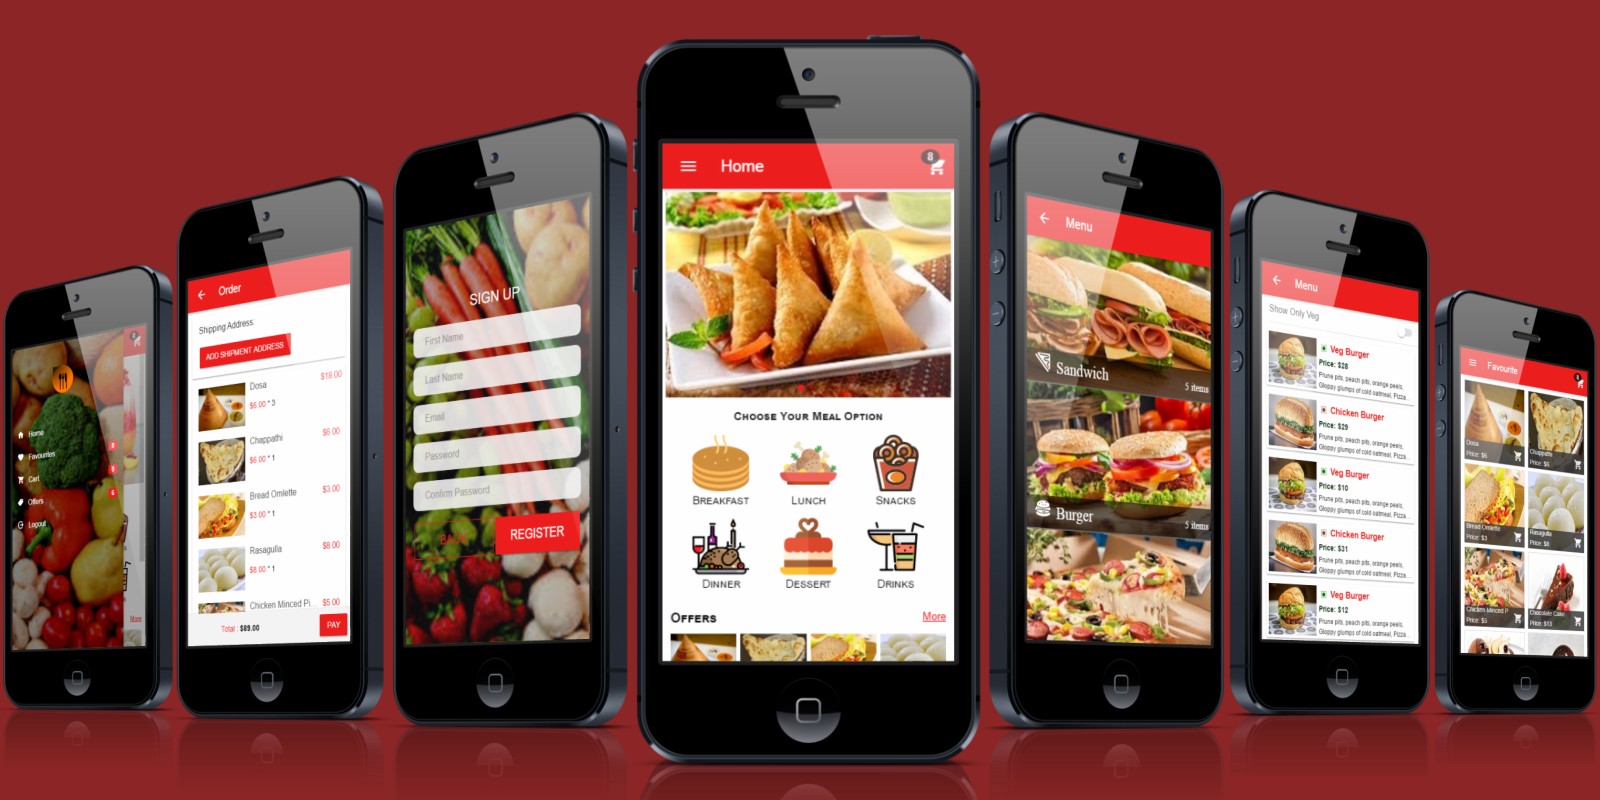 Home
Favourites
Cart
Offers
Logout
8
6
More
Order
Shipping Address
ADD SHIPMENT ADDRESS
Dosa
$18.00
$6.00 * 3
Chappathi
$6.00
$6.00 * 1
Bread Omlette
$3.00
$3.00 * 1
Rasagulla
$8.00
$8.00 * 1
Chicken Minced Pi...
$5.00
Total : $89.00
PAY
SIGN UP
First Name
Last Name
Email
Password
Confirm Password
BACK
REGISTER
Home
8
CHOOSE YOUR MEAL OPTION
BREAKFAST
LUNCH
SNACKS
DINNER
DESSERT
DRINKS
OFFERS
More
Menu
Sandwich
5 items
Burger
5 items
Menu
Show Only Veg
Veg Burger
Price: $28
Prune pits, peach pits, orange peels,
Gloppy glumps of cold oatmeal, Pizza...
Chicken Burger
Price: $29
Prune pits, peach pits, orange peels,
Gloppy glumps of cold oatmeal, Pizza...
Veg Burger
Price: $10
Prune pits, peach pits, orange peels,
Gloppy glumps of cold oatmeal, Pizza...
Chicken Burger
Price: $31
Prune pits, peach pits, orange peels,
Gloppy glumps of cold oatmeal, Pizza...
Veg Burger
Price: $12
Prune pits, peach pits, orange peels,
Gloppy glumps of cold oatmeal, Pizza...
Favourite
Dosa
Price: $6
Chappathi
Price: $6
Bread Omlette
Price: $3
Rasagulla
Price: $8
Chicken Minced P
Price: $5
Chocolate Cake
Price: $13